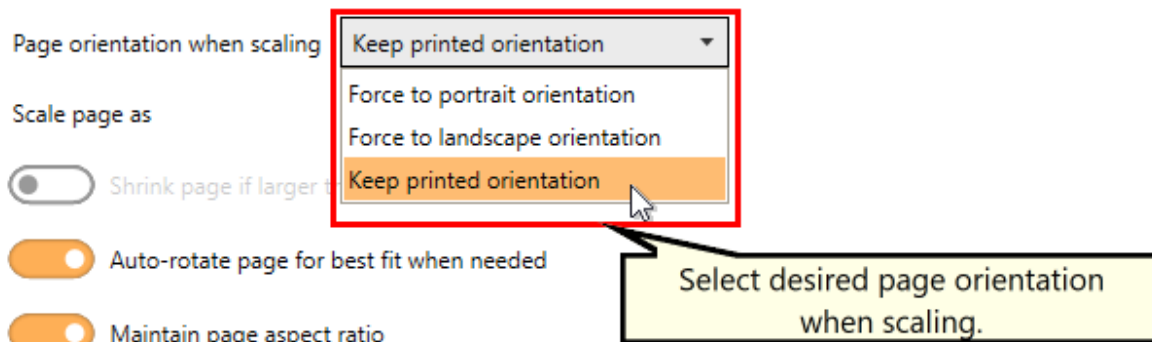 Page orientation when scaling Keep printed orientation
Force to portrait orientation
Scale page as
Force to landscape orientation
Keep printed orientation
Shrink page if larger
Auto-rotate page for best fit when needed
Select desired page orientation
when scaling.
Maintain page aspect ratio